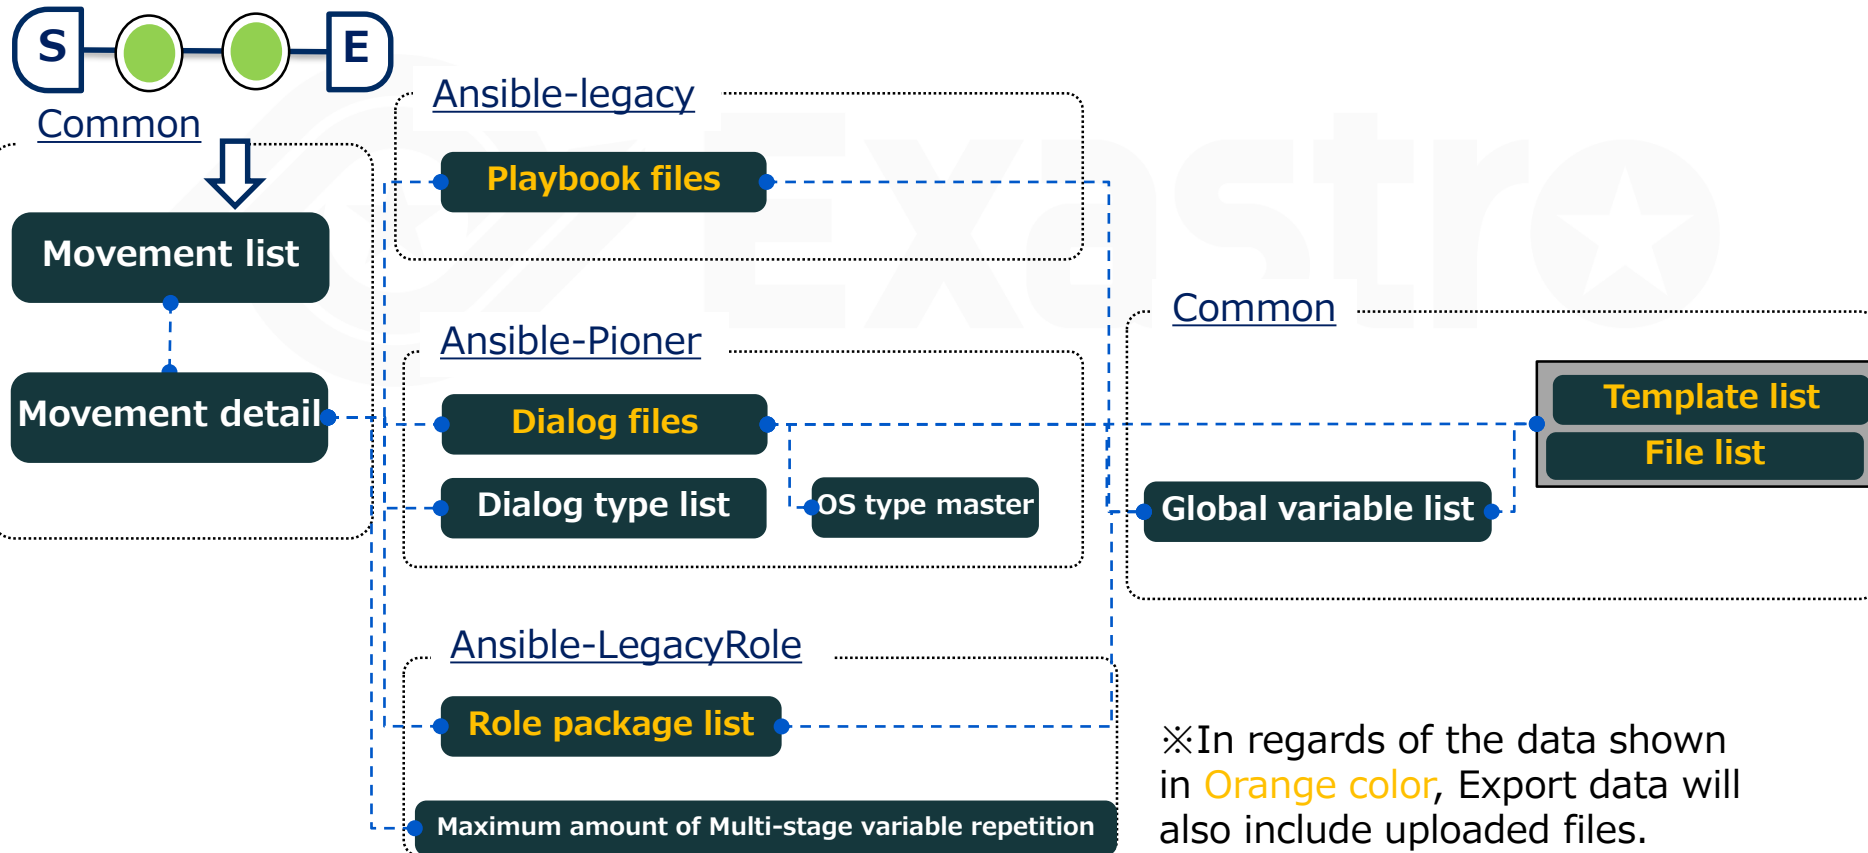 S
E
Common
Movement list
Movement detail
Ansible-legacy
Playbook files
Ansible-Pioner
Dialog files
Dialog type list
OS type master
Ansible-LegacyRole
Role package list
Maximum amount of Multi-stage variable repetition
Common
Template list
File list
Global variable list
※In regards of the data shown
in Orange color, Export data will
also include uploaded files.
Exastro